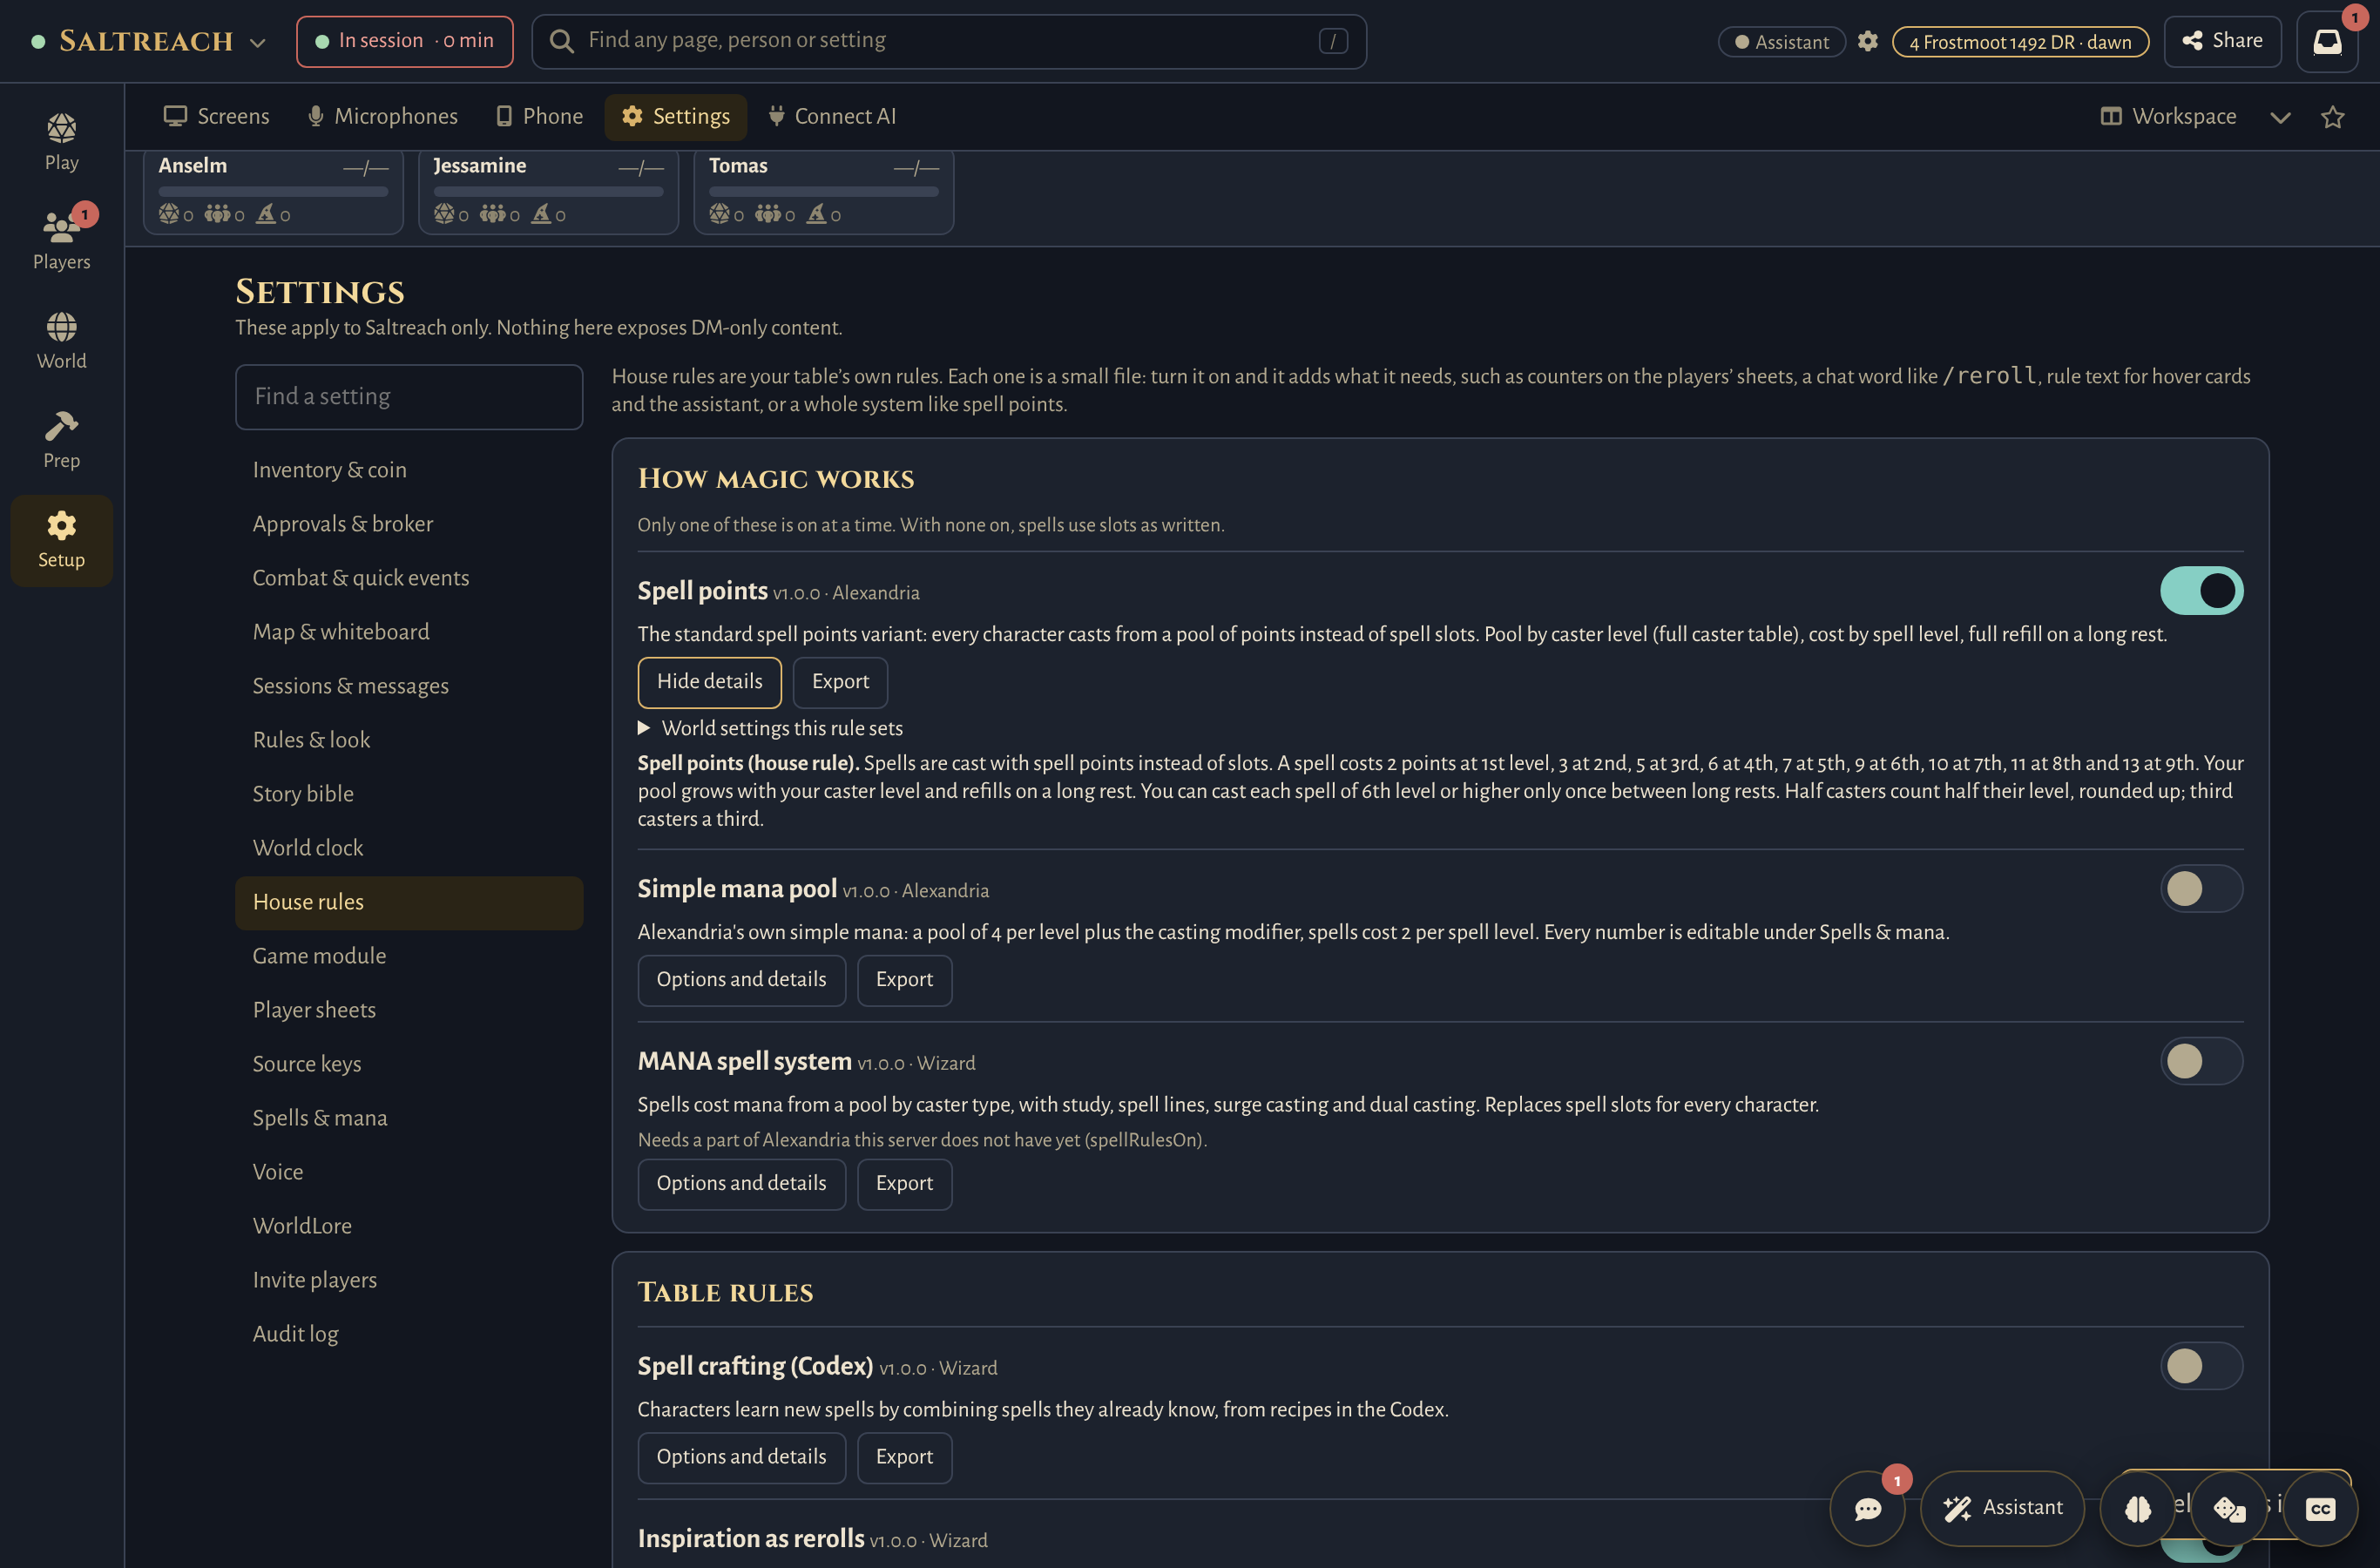 SALTREACH
In session · 0 min
Find any page, person or setting
/
Assistant
4 Frostmoot 1492 DR · dawn
Share
1
Screens
Microphones
Phone
Settings
Connect AI
Workspace
Play
1
Players
World
Prep
Setup
Anselm —/—
0 0 0
Jessamine —/—
0 0 0
Tomas —/—
0 0 0
SETTINGS
These apply to Saltreach only. Nothing here exposes DM-only content.
Find a setting
Inventory & coin
Approvals & broker
Combat & quick events
Map & whiteboard
Sessions & messages
Rules & look
Story bible
World clock
House rules
Game module
Player sheets
Source keys
Spells & mana
Voice
WorldLore
Invite players
Audit log
House rules are your table’s own rules. Each one is a small file: turn it on and it adds what it needs, such as counters on the players’ sheets, a chat word like /reroll, rule text for hover cards
and the assistant, or a whole system like spell points.
HOW MAGIC WORKS
Only one of these is on at a time. With none on, spells use slots as written.
Spell points v1.0.0 · Alexandria
The standard spell points variant: every character casts from a pool of points instead of spell slots. Pool by caster level (full caster table), cost by spell level, full refill on a long rest.
Hide details
Export
World settings this rule sets
Spell points (house rule). Spells are cast with spell points instead of slots. A spell costs 2 points at 1st level, 3 at 2nd, 5 at 3rd, 6 at 4th, 7 at 5th, 9 at 6th, 10 at 7th, 11 at 8th and 13 at 9th. Your
pool grows with your caster level and refills on a long rest. You can cast each spell of 6th level or higher only once between long rests. Half casters count half their level, rounded up; third
casters a third.
Simple mana pool v1.0.0 · Alexandria
Alexandria's own simple mana: a pool of 4 per level plus the casting modifier, spells cost 2 per spell level. Every number is editable under Spells & mana.
Options and details
Export
MANA spell system v1.0.0 · Wizard
Spells cost mana from a pool by caster type, with study, spell lines, surge casting and dual casting. Replaces spell slots for every character.
Needs a part of Alexandria this server does not have yet (spellRulesOn).
Options and details
Export
TABLE RULES
Spell crafting (Codex) v1.0.0 · Wizard
Characters learn new spells by combining spells they already know, from recipes in the Codex.
Options and details
Export
Inspiration as rerolls v1.0.0 · Wizard
1
Assistant
CC